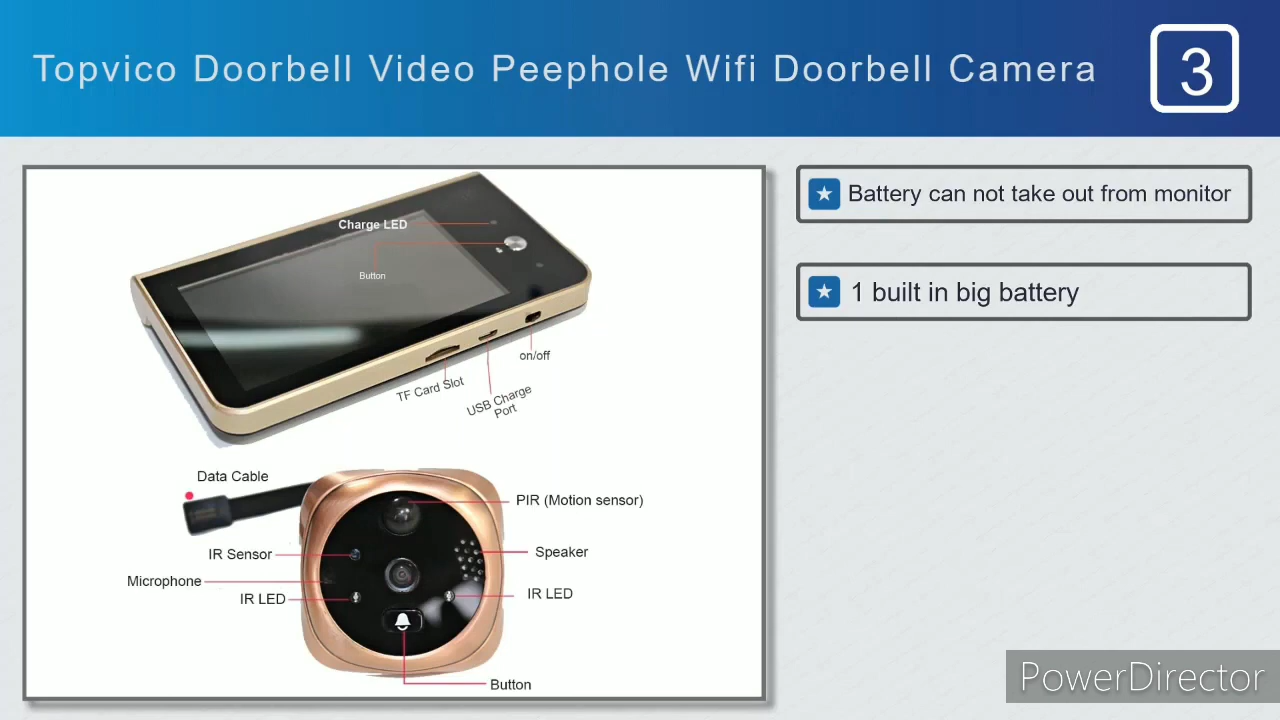 Topvico Doorbell Video Peephole Wifi Doorbell Camera
3
Battery can not take out from monitor
1 built in big battery
Charge LED
Button
on/off
TF Card Slot
USB Charge
Port
Data Cable
PIR (Motion sensor)
IR Sensor
Speaker
Microphone
IR LED
IR LED
Button
PowerDirector